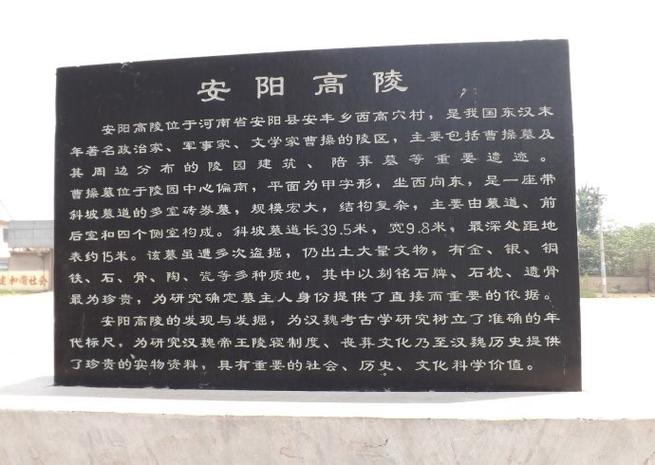 安阳高陵
安阳高陵位于河南省安阳县安丰乡西高穴村，是我国东汉末
年著名政治家、军事家、文学家曹操的陵区，主要包括曹操墓及
其周边分布的陵园建筑、陪葬墓等重要遗迹。
曹操墓位于陵园中心偏南，平面为甲字形，坐西向东，是一座带
斜坡墓道的多室砖券墓，规模宏大，结构复杂，主要由墓道、前
后室和四个侧室构成。斜坡墓道长39.5米，宽9.8米，最深处距地
表约15米。该墓虽遭多次盗掘，仍出土大量文物，有金、银、铜
铁、石、骨、陶、瓷等多种质地，其中以刻铭石牌、石枕、遗骨
最为珍贵，为研究确定墓主人身份提供了直接而重要的依据。
安阳高陵的发现与发掘，为汉魏考古学研究树立了准确的年
代标尺，为研究汉魏帝王陵寝制度、丧葬文化乃至汉魏历史提供
了珍贵的实物资料，具有重要的社会、历史、文化科学价值。
和谐社会